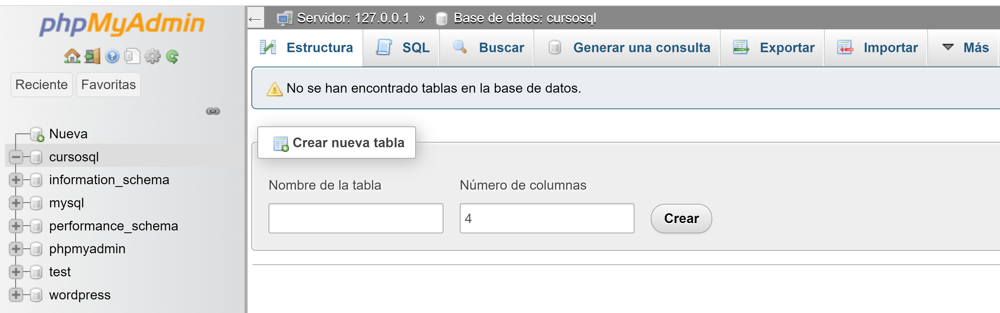 phpMyAdmin
Reciente Favoritas
Nueva
cursosql
information_schema
mysql
performance_schema
phpmyadmin
test
wordpress
Servidor: 127.0.0.1 » Base de datos: cursosql
Estructura SQL Buscar Generar una consulta Exportar Importar Más
No se han encontrado tablas en la base de datos.
Crear nueva tabla
Nombre de la tabla Número de columnas
4 Crear